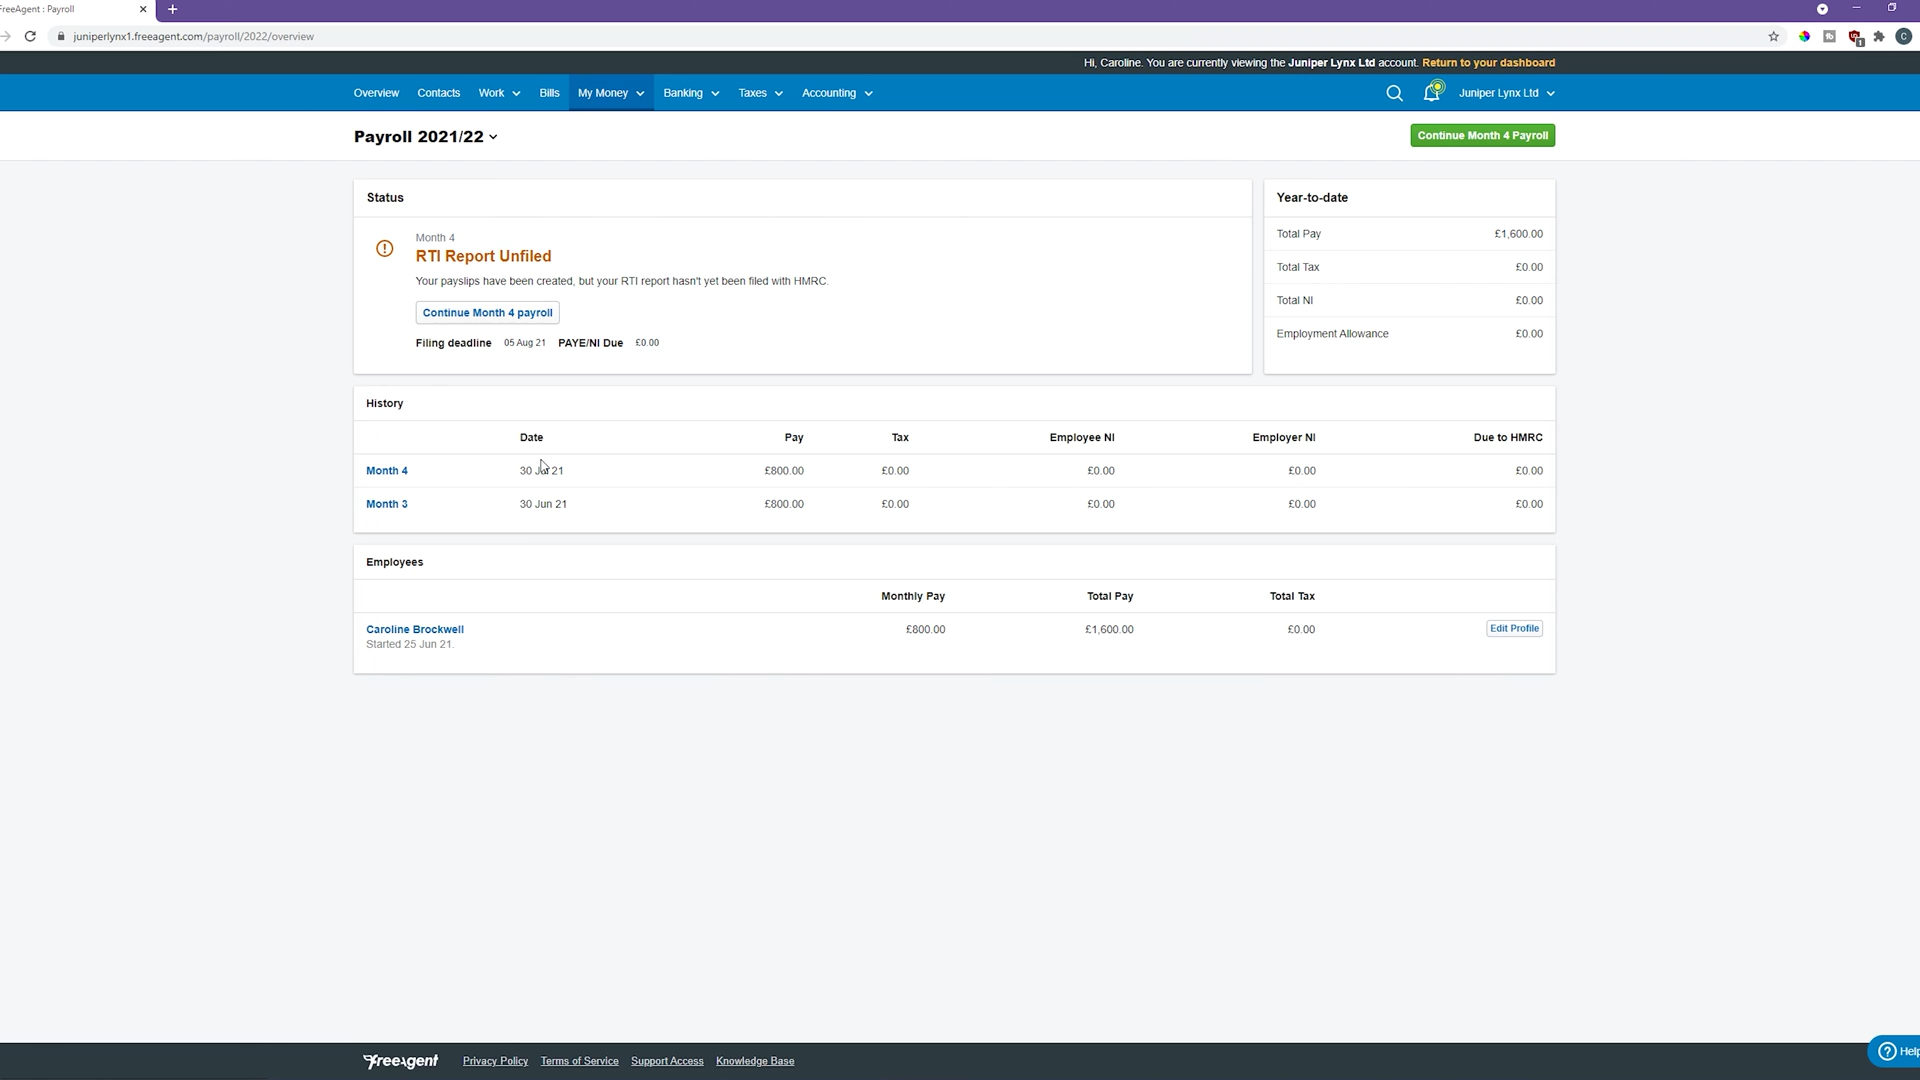 FreeAgent : Payroll
juniperlynx1.freeagent.com/payroll/2022/overview
C
1
Hi, Caroline. You are currently viewing the Juniper Lynx Ltd account. Return to your dashboard
Overview Contacts Work Bills My Money Banking Taxes Accounting Juniper Lynx Ltd
Payroll 2021/22
Continue Month 4 Payroll
Status
Month 4
RTI Report Unfiled
Your payslips have been created, but your RTI report hasn't yet been filed with HMRC.
Continue Month 4 payroll
Filing deadline 05 Aug 21 PAYE/NI Due £0.00
Year-to-date
Total Pay £1,600.00
Total Tax £0.00
Total NI £0.00
Employment Allowance £0.00
History
Date Pay Tax Employee NI Employer NI Due to HMRC
Month 4 30 Jul 21 £800.00 £0.00 £0.00 £0.00 £0.00
Month 3 30 Jun 21 £800.00 £0.00 £0.00 £0.00 £0.00
Employees
Monthly Pay Total Pay Total Tax
Caroline Brockwell £800.00 £1,600.00 £0.00 Edit Profile
Started 25 Jun 21.
FreeAgent Privacy Policy Terms of Service Support Access Knowledge Base
Help